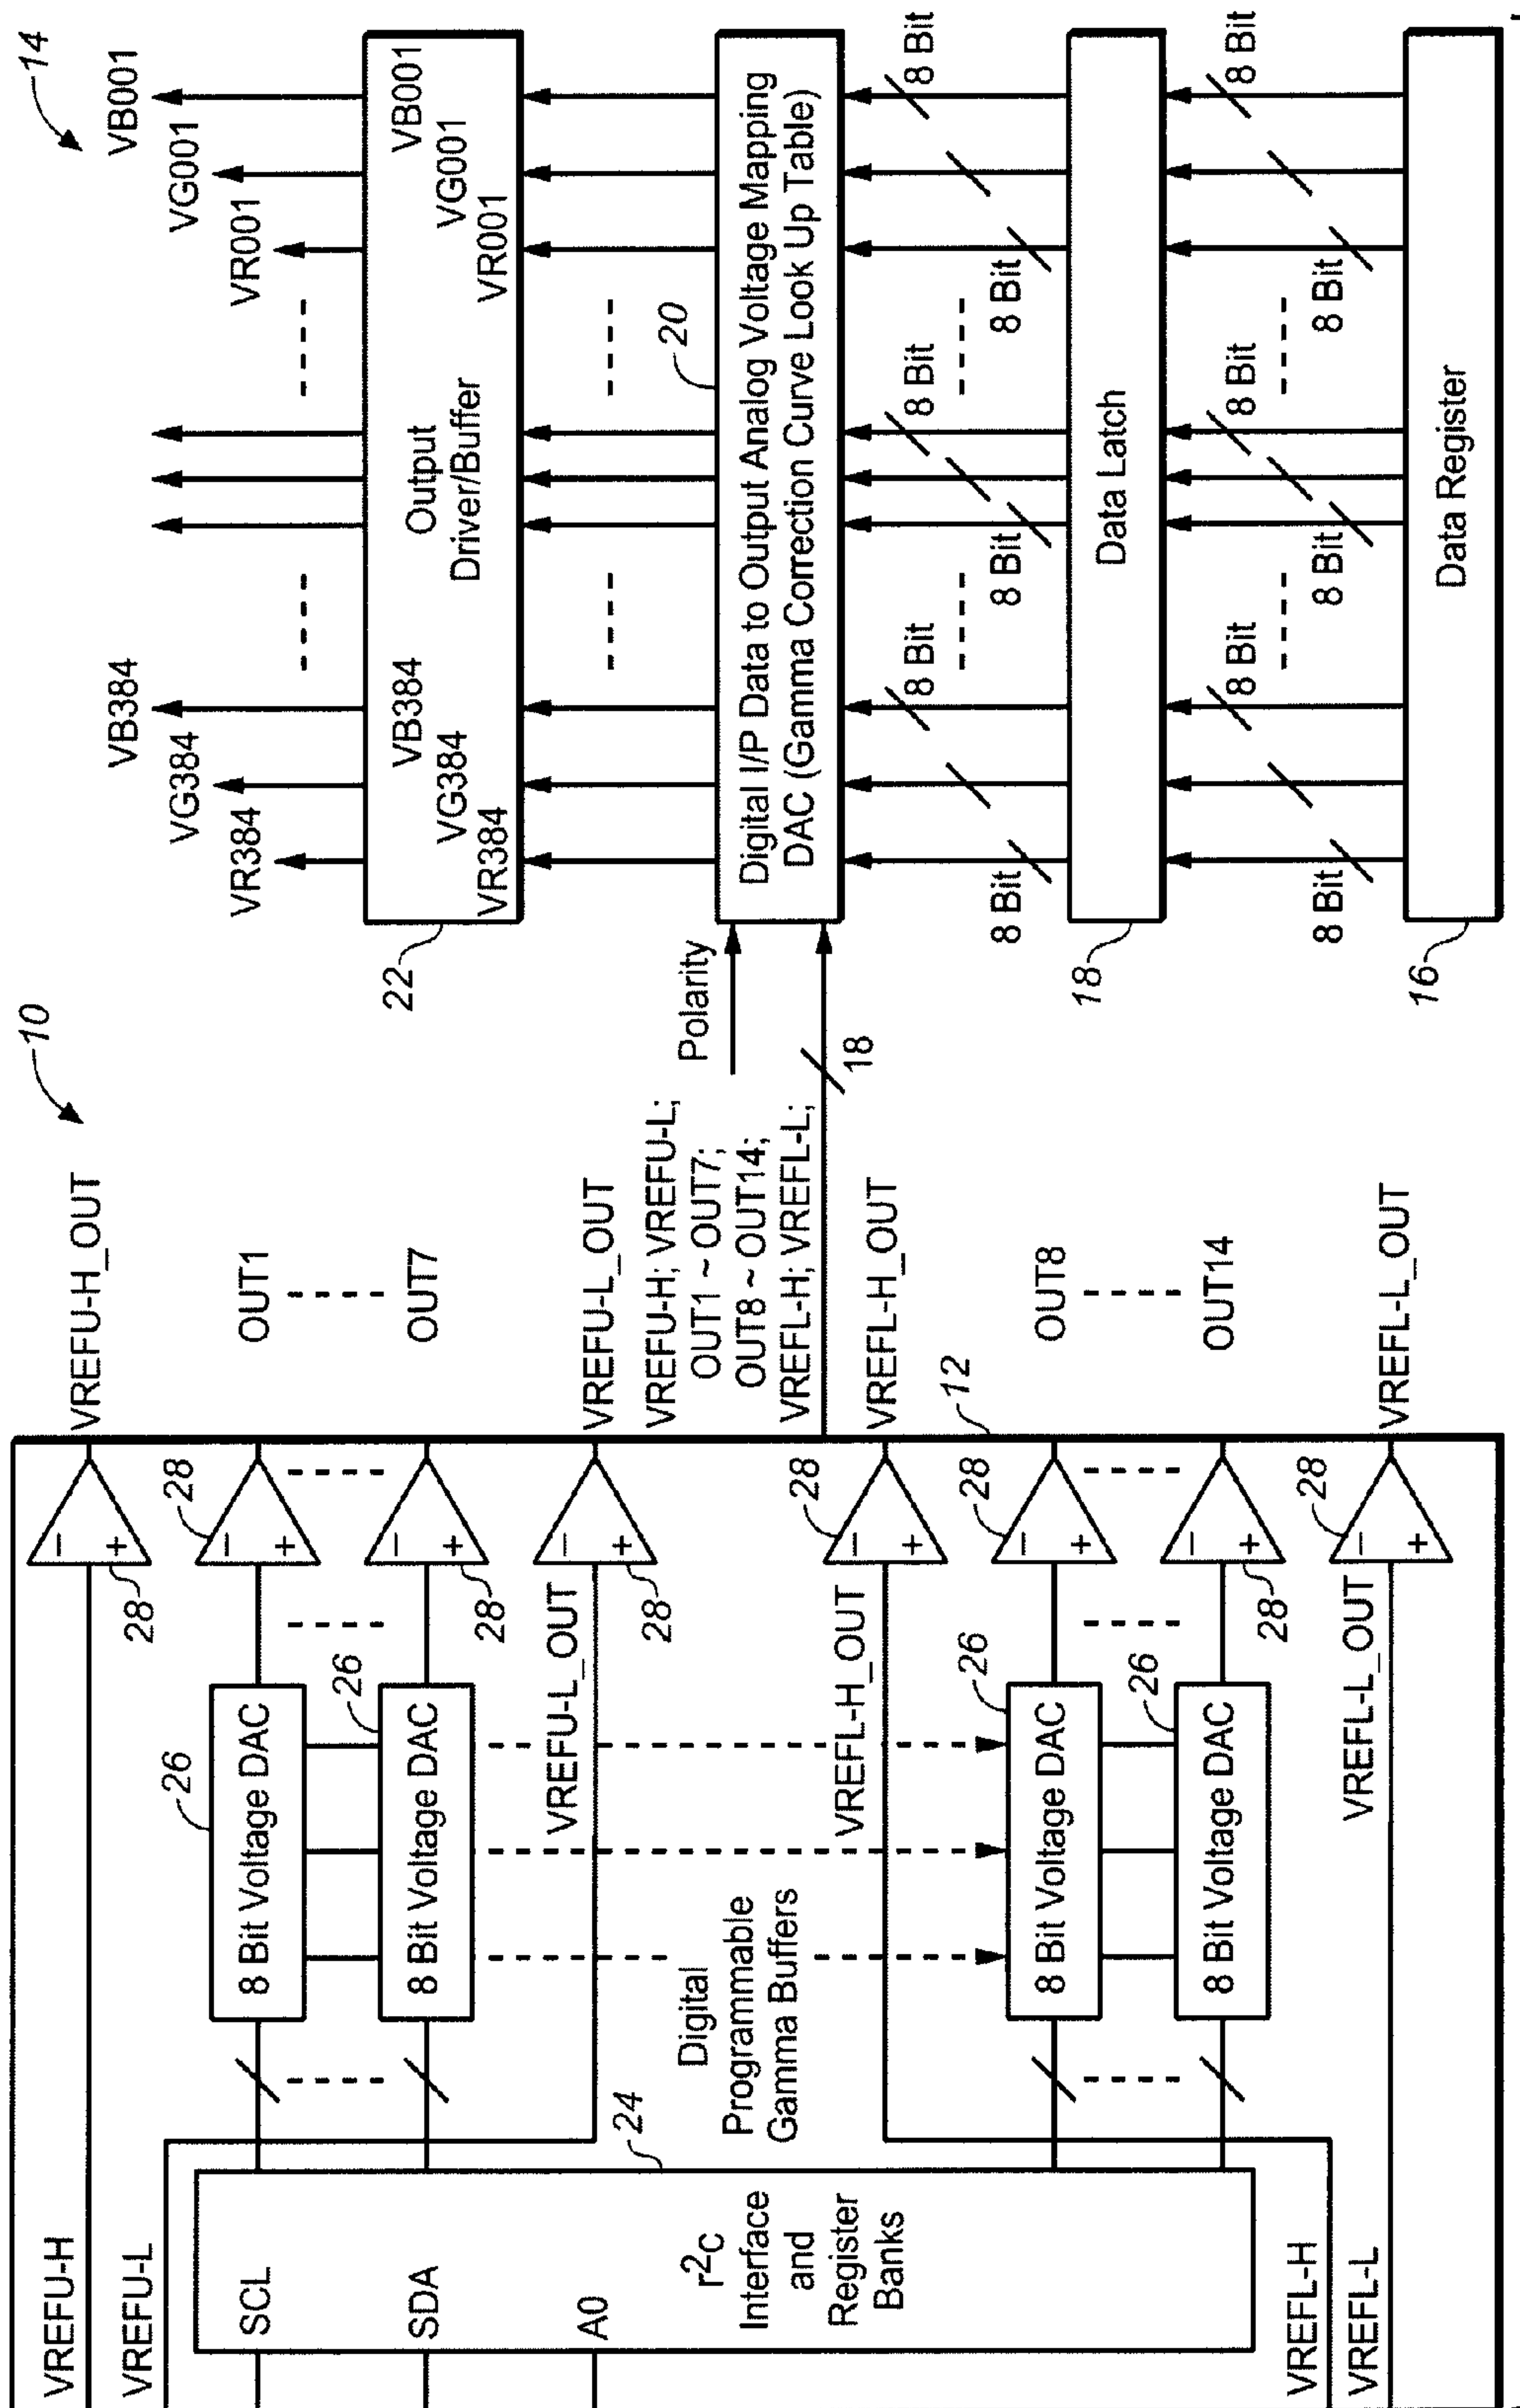 10
14
VREFU-H
VREFU-L
SCL
SDA
A0
r2c
Interface
and
Register
Banks
24
VREFL-H
VREFL-L
26
8 Bit Voltage DAC
26
8 Bit Voltage DAC
VREFU-L_OUT
Digital
Programmable
Gamma Buffers
VREFL-H_OUT
26
8 Bit Voltage DAC
26
8 Bit Voltage DAC
VREFL-L_OUT
− +
28
28
− +
− +
28
− +
28
28
− +
28
− +
− +
28
28
− +
12
VREFU-H_OUT
OUT1
OUT7
VREFU-L_OUT
VREFU-H; VREFU-L;
OUT1 ~ OUT7;
OUT8 ~ OUT14;
VREFL-H; VREFL-L;
VREFL-H_OUT
OUT8
OUT14
VREFL-L_OUT
Polarity
18
VB384
VG384
VR384
VB001
VG001
VR001
22
VB384
VG384
VR384
Output
Driver/Buffer
VB001
VG001
VR001
20
Digital I/P Data to Output Analog Voltage Mapping
DAC (Gamma Correction Curve Look Up Table)
8 Bit
8 Bit
8 Bit
8 Bit
8 Bit
8 Bit
18
Data Latch
8 Bit
8 Bit
8 Bit
8 Bit
8 Bit
8 Bit
16
Data Register